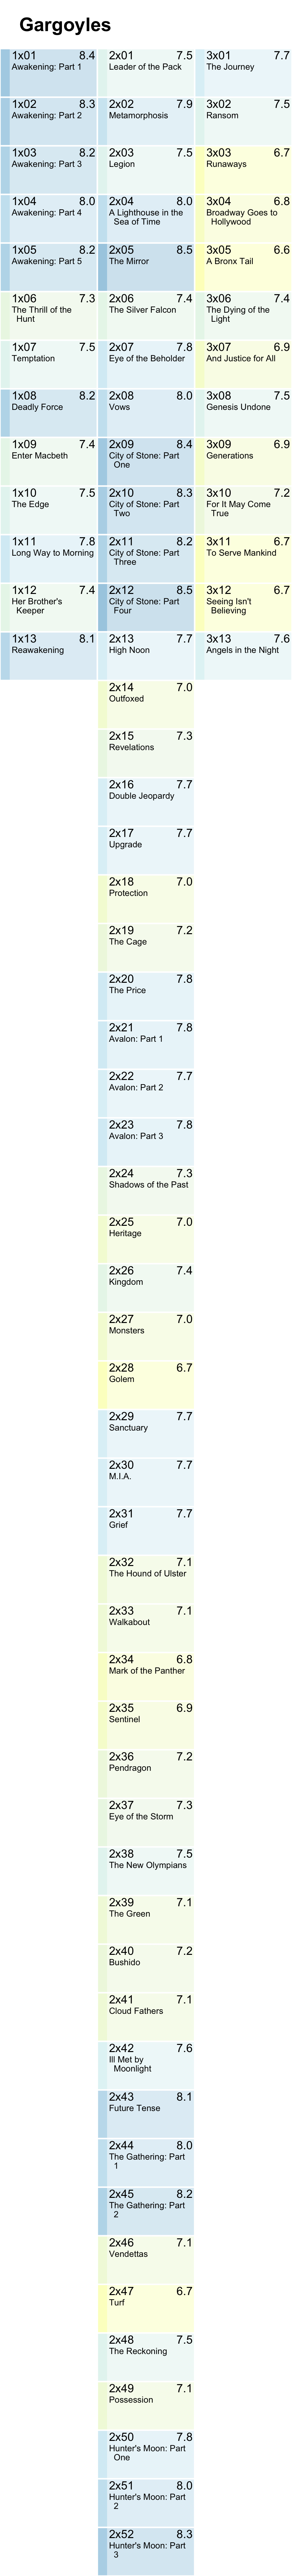 Gargoyles
1x01 8.4
Awakening: Part 1
1x02 8.3
Awakening: Part 2
1x03 8.2
Awakening: Part 3
1x04 8.0
Awakening: Part 4
1x05 8.2
Awakening: Part 5
1x06 7.3
The Thrill of the
Hunt
1x07 7.5
Temptation
1x08 8.2
Deadly Force
1x09 7.4
Enter Macbeth
1x10 7.5
The Edge
1x11 7.8
Long Way to Morning
1x12 7.4
Her Brother's
Keeper
1x13 8.1
Reawakening
2x01 7.5
Leader of the Pack
2x02 7.9
Metamorphosis
2x03 7.5
Legion
2x04 8.0
A Lighthouse in the
Sea of Time
2x05 8.5
The Mirror
2x06 7.4
The Silver Falcon
2x07 7.8
Eye of the Beholder
2x08 8.0
Vows
2x09 8.4
City of Stone: Part
One
2x10 8.3
City of Stone: Part
Two
2x11 8.2
City of Stone: Part
Three
2x12 8.5
City of Stone: Part
Four
2x13 7.7
High Noon
2x14 7.0
Outfoxed
2x15 7.3
Revelations
2x16 7.7
Double Jeopardy
2x17 7.7
Upgrade
2x18 7.0
Protection
2x19 7.2
The Cage
2x20 7.8
The Price
2x21 7.8
Avalon: Part 1
2x22 7.7
Avalon: Part 2
2x23 7.8
Avalon: Part 3
2x24 7.3
Shadows of the Past
2x25 7.0
Heritage
2x26 7.4
Kingdom
2x27 7.0
Monsters
2x28 6.7
Golem
2x29 7.7
Sanctuary
2x30 7.7
M.I.A.
2x31 7.7
Grief
2x32 7.1
The Hound of Ulster
2x33 7.1
Walkabout
2x34 6.8
Mark of the Panther
2x35 6.9
Sentinel
2x36 7.2
Pendragon
2x37 7.3
Eye of the Storm
2x38 7.5
The New Olympians
2x39 7.1
The Green
2x40 7.2
Bushido
2x41 7.1
Cloud Fathers
2x42 7.6
Ill Met by
Moonlight
2x43 8.1
Future Tense
2x44 8.0
The Gathering: Part
1
2x45 8.2
The Gathering: Part
2
2x46 7.1
Vendettas
2x47 6.7
Turf
2x48 7.5
The Reckoning
2x49 7.1
Possession
2x50 7.8
Hunter's Moon: Part
One
2x51 8.0
Hunter's Moon: Part
2
2x52 8.3
Hunter's Moon: Part
3
3x01 7.7
The Journey
3x02 7.5
Ransom
3x03 6.7
Runaways
3x04 6.8
Broadway Goes to
Hollywood
3x05 6.6
A Bronx Tail
3x06 7.4
The Dying of the
Light
3x07 6.9
And Justice for All
3x08 7.5
Genesis Undone
3x09 6.9
Generations
3x10 7.2
For It May Come
True
3x11 6.7
To Serve Mankind
3x12 6.7
Seeing Isn't
Believing
3x13 7.6
Angels in the Night